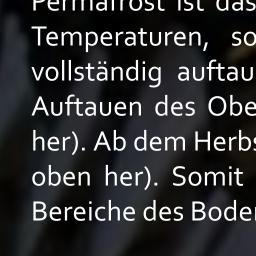 Permafrost ist das
Temperaturen, so
vollständig auftau
Auftauen des Obe
her). Ab dem Herbs
oben her). Somit
Bereiche des Boden